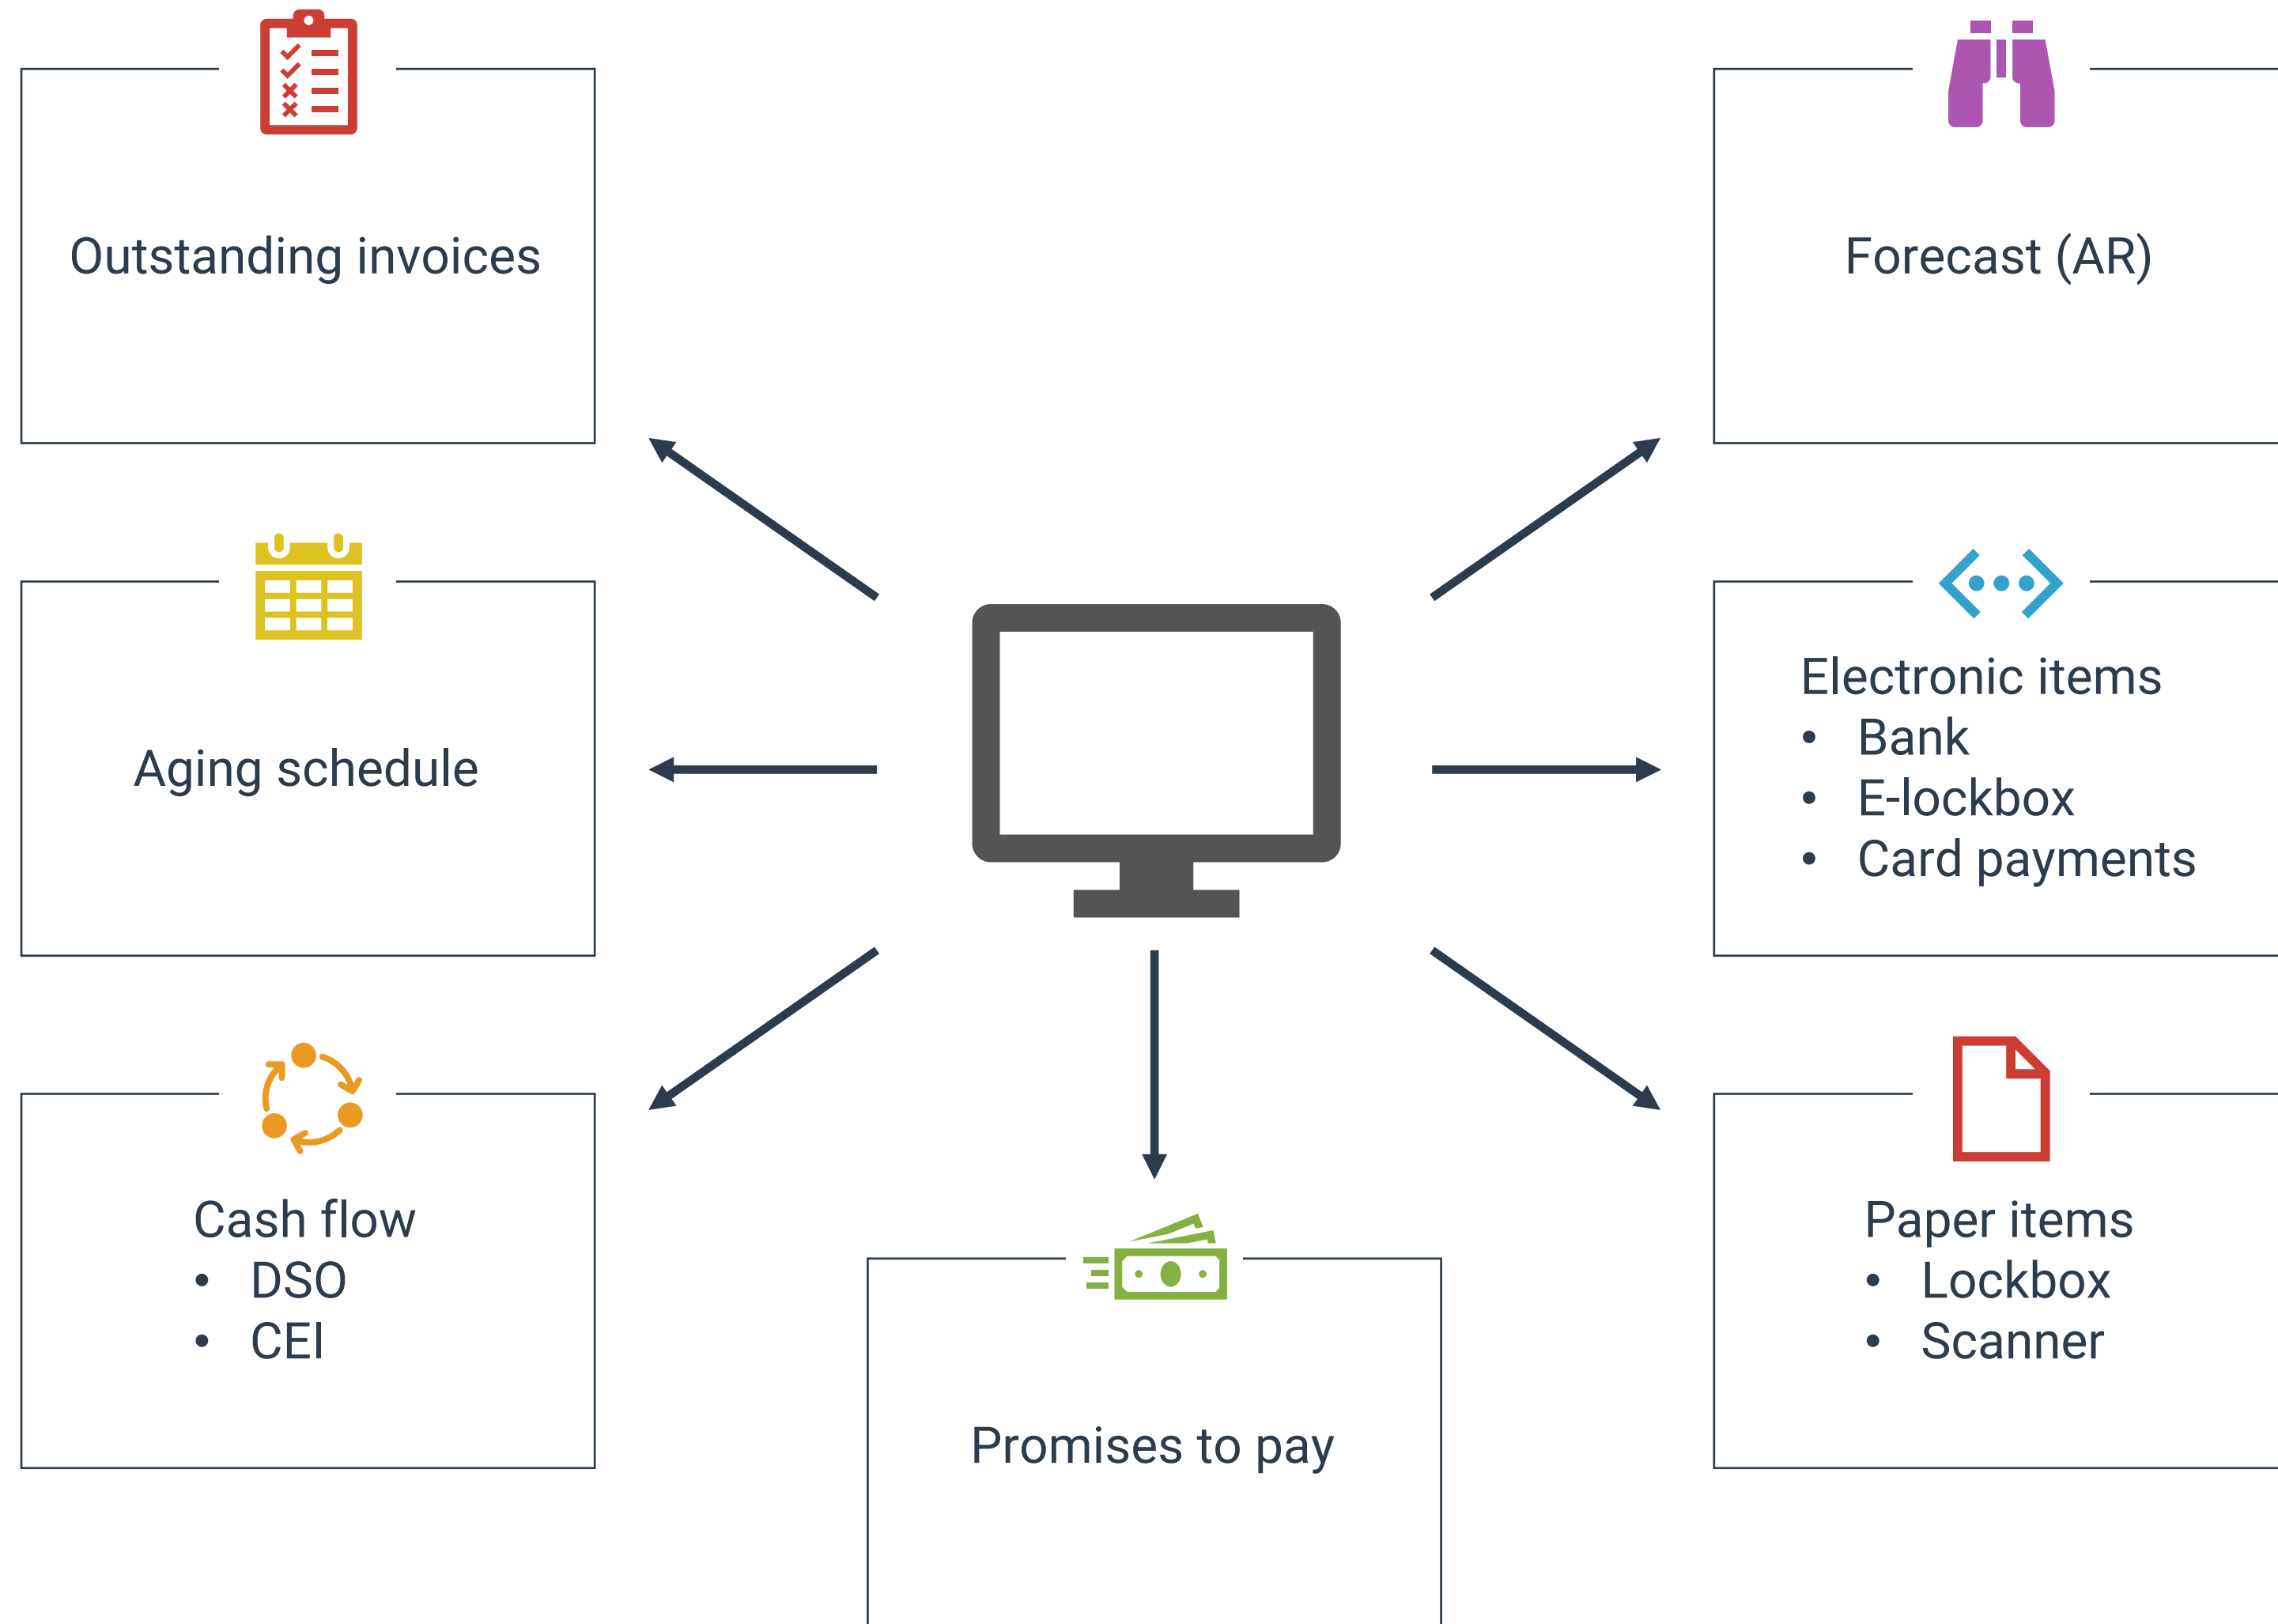 Outstanding invoices
Forecast (AR)
Aging schedule
Electronic items
• Bank
• E-lockbox
• Card payments
Cash flow
• DSO
• CEI
Promises to pay
Paper items
• Lockbox
• Scanner